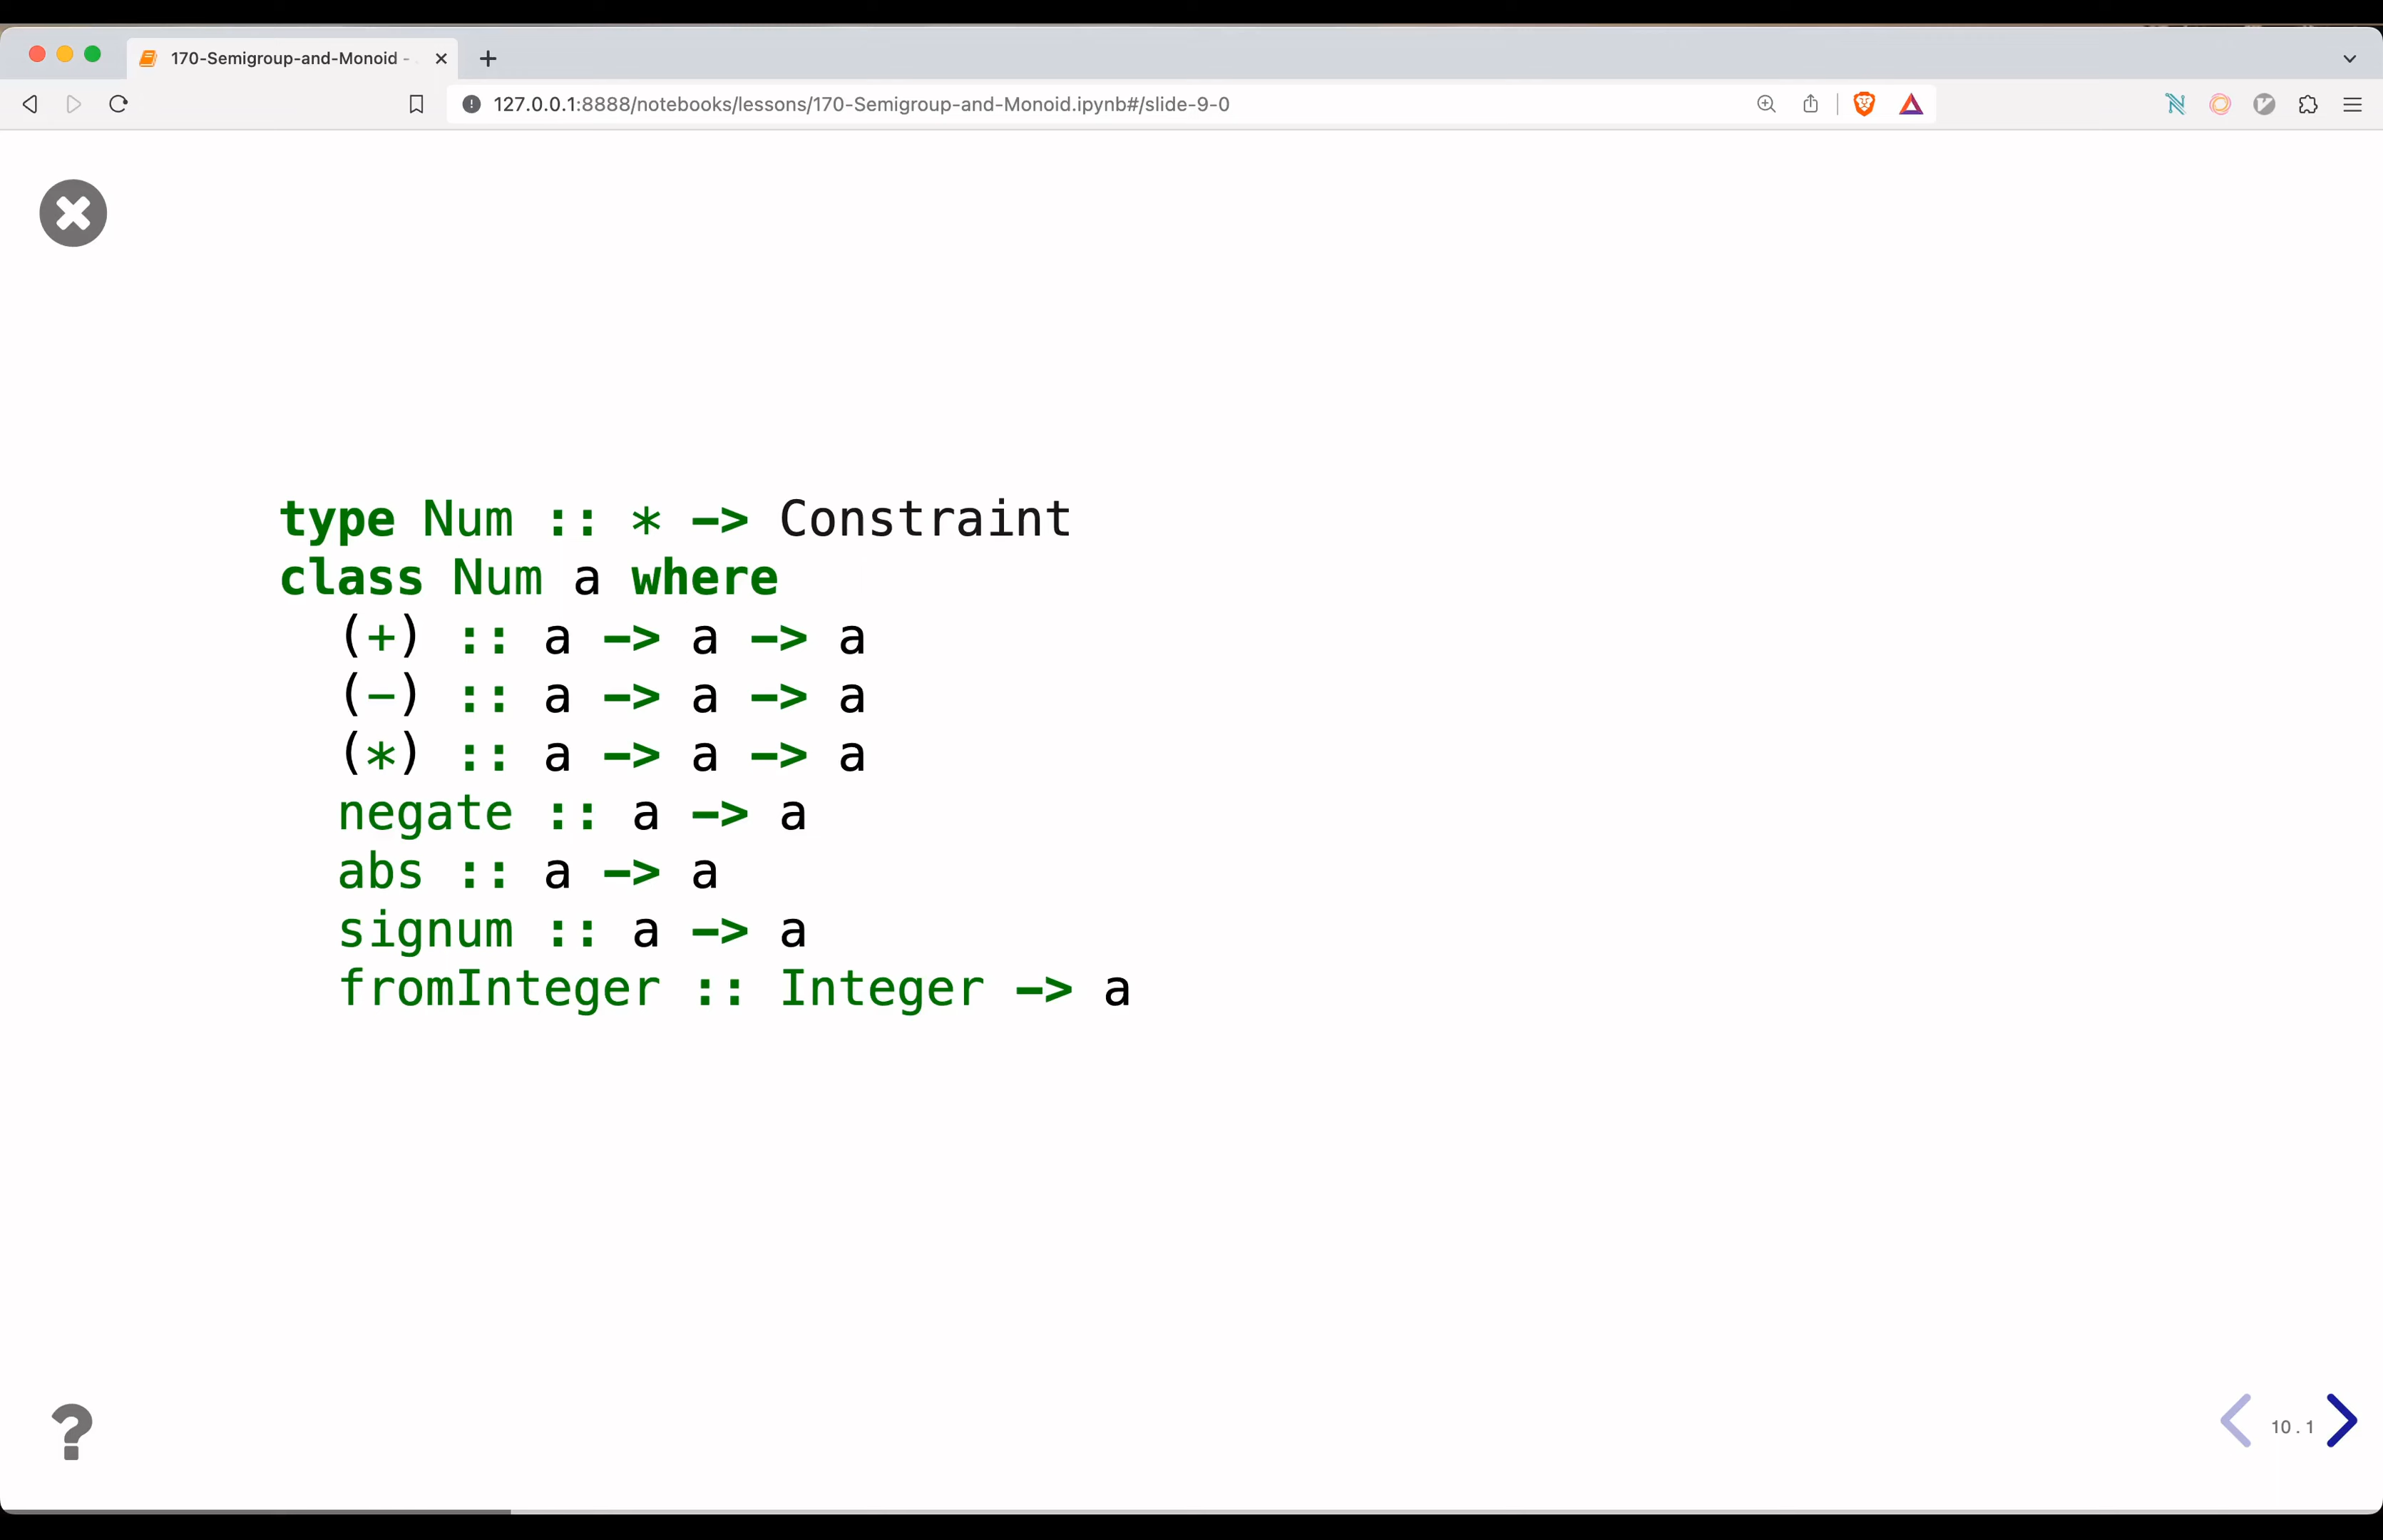 170-Semigroup-and-Monoid -
127.0.0.1:8888/notebooks/lessons/170-Semigroup-and-Monoid.ipynb#/slide-9-0
type Num :: * -> Constraint
class Num a where
  (+) :: a -> a -> a
  (-) :: a -> a -> a
  (*) :: a -> a -> a
  negate :: a -> a
  abs :: a -> a
  signum :: a -> a
  fromInteger :: Integer -> a
?
10 . 1